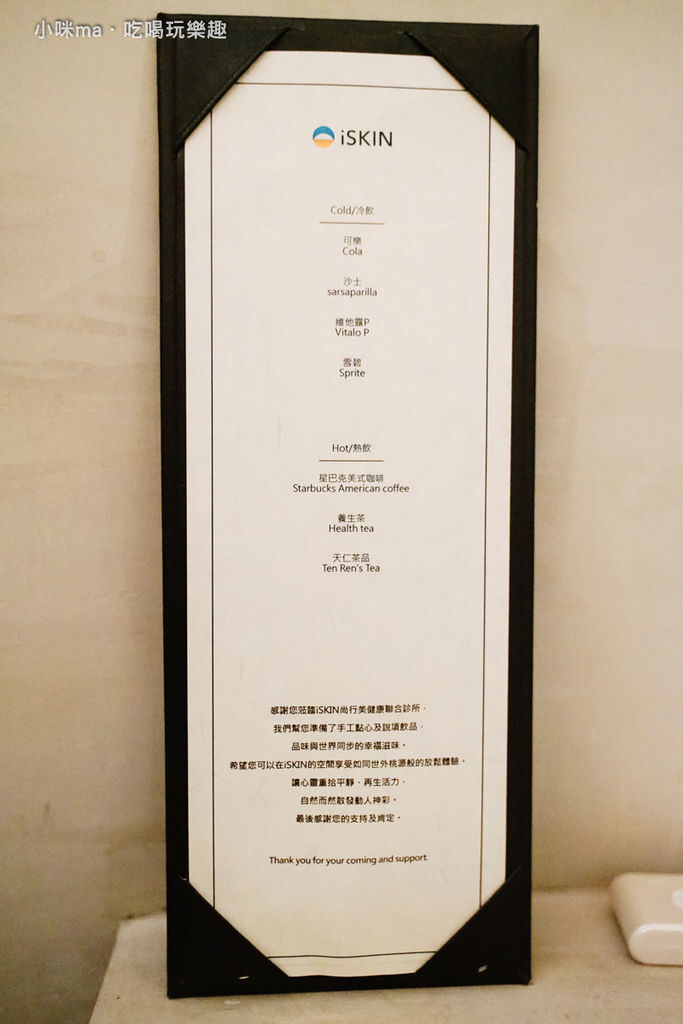 小咪ma·吃喝玩樂趣
iSKIN
Cold/冷飲
可樂
Cola
沙士
sarsaparilla
維他露P
Vitalo P
雪碧
Sprite
Hot/熱飲
星巴克美式咖啡
Starbucks American coffee
養生茶
Health tea
天仁茶品
Ten Ren's Tea
感謝您蒞臨iSKIN尚行美健康聯合診所，
我們幫您準備了手工點心及說項飲品，
品味與世界同步的幸福滋味。
希望您可以在iSKIN的空間享受如同世外桃源般的放鬆體驗。
讓心靈重拾平靜、再生活力，
自然而然散發動人神彩。
最後感謝您的支持及肯定。
Thank you for your coming and support.